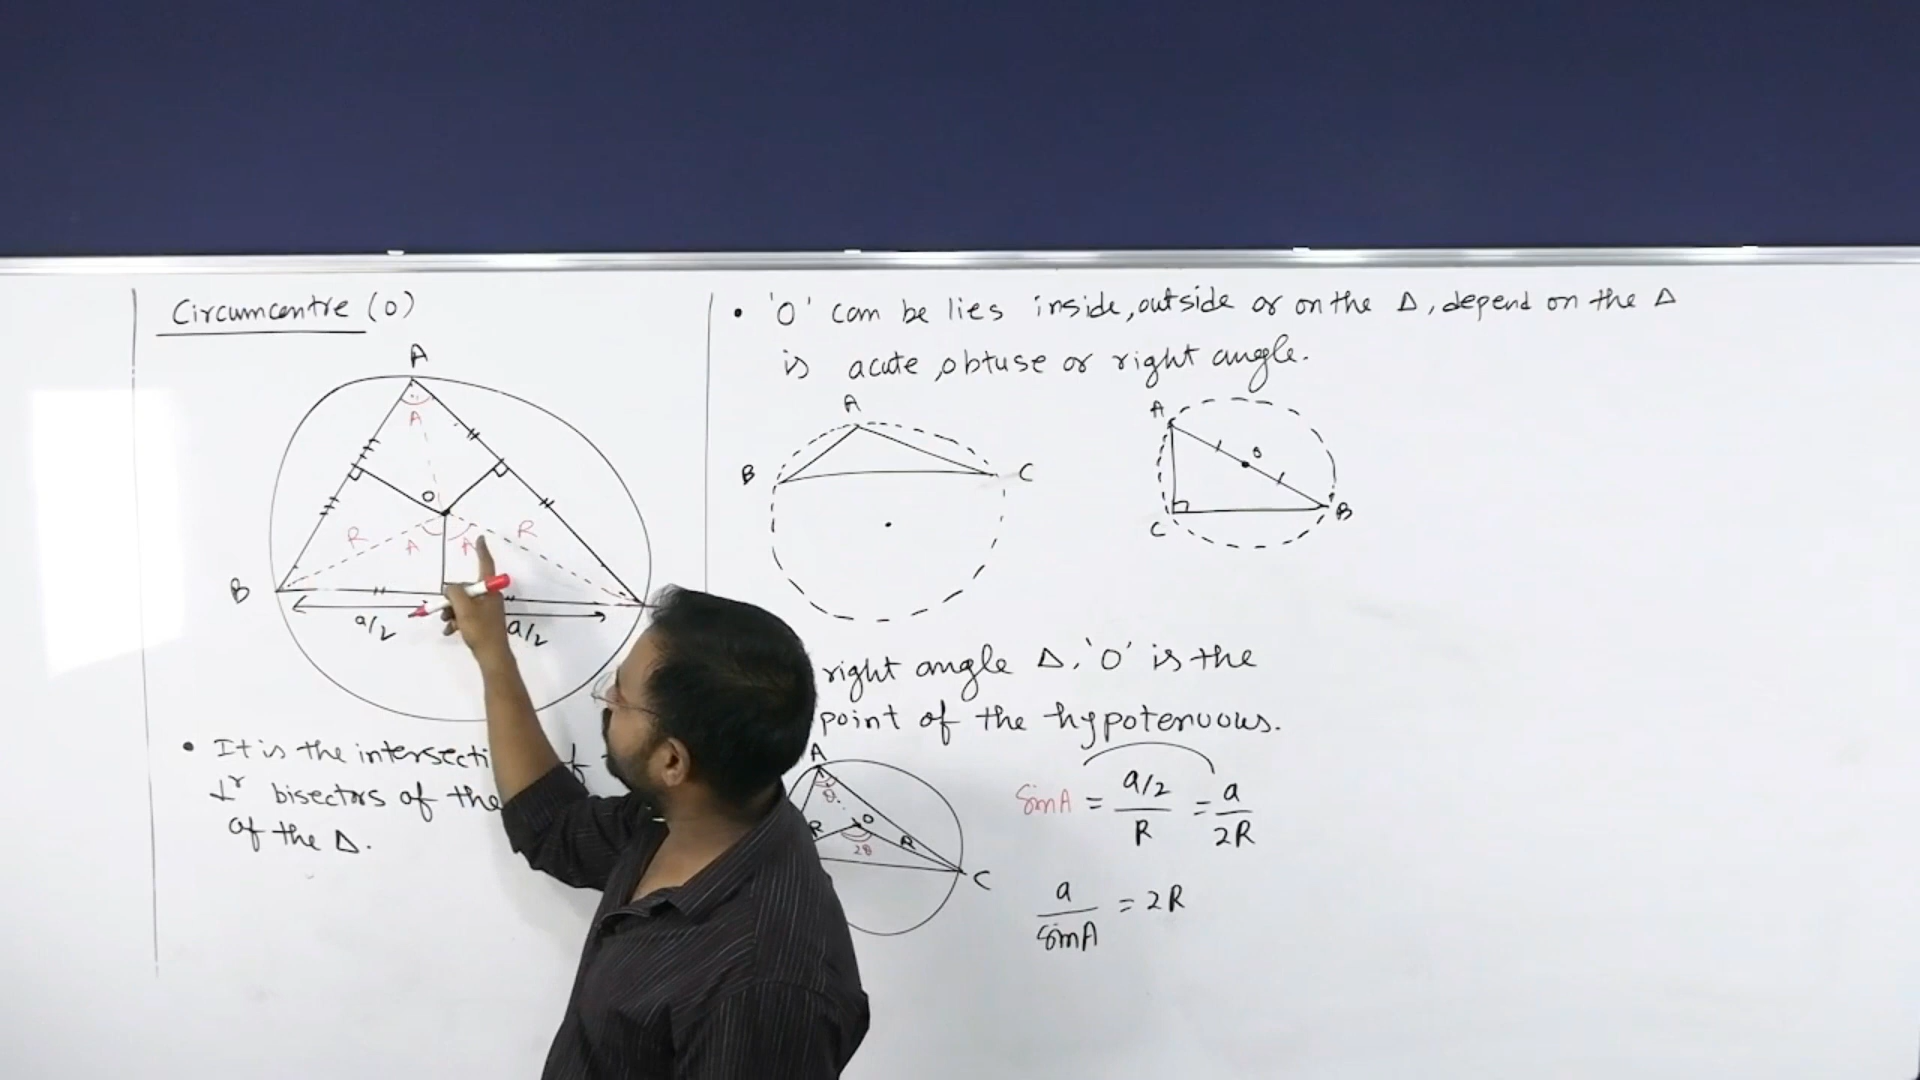 Circumcentre (O)
A
A
O
R
R
A
A
B
a/2
a/2
• It is the intersecti of
⊥r bisectors of the
of the Δ.
• 'O' can be lies inside, outside or on the Δ, depend on the Δ
is acute, obtuse or right angle.
A
B
C
A
O
C
B
right angle Δ, 'O' is the
point of the hypotenuous.
A
θ
O
R
R
2θ
C
sinA = a/2 / R = a / 2R
a / sinA = 2R